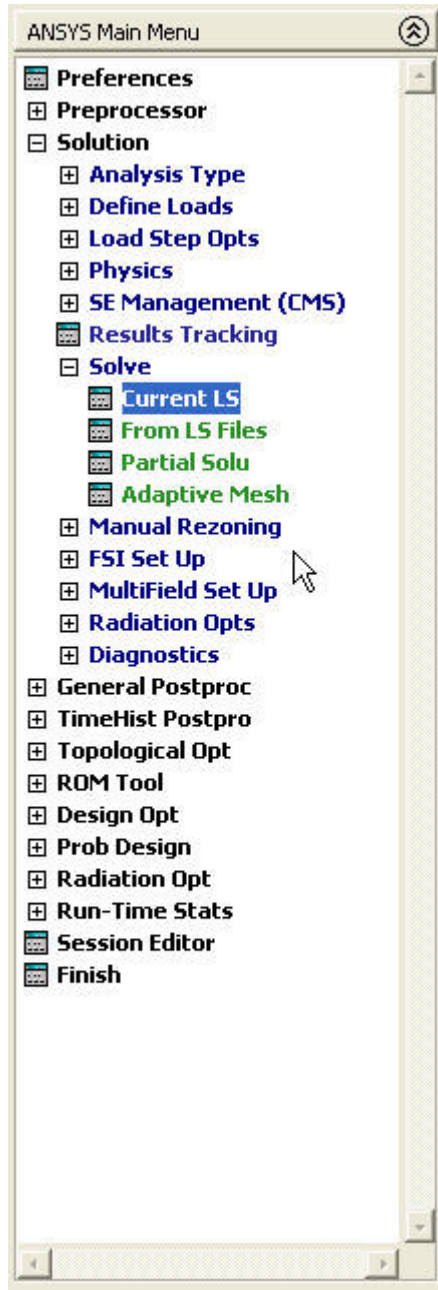 ANSYS Main Menu
Preferences
Preprocessor
Solution
Analysis Type
Define Loads
Load Step Opts
Physics
SE Management (CMS)
Results Tracking
Solve
Current LS
From LS Files
Partial Solu
Adaptive Mesh
Manual Rezoning
FSI Set Up
MultiField Set Up
Radiation Opts
Diagnostics
General Postproc
TimeHist Postpro
Topological Opt
ROM Tool
Design Opt
Prob Design
Radiation Opt
Run-Time Stats
Session Editor
Finish